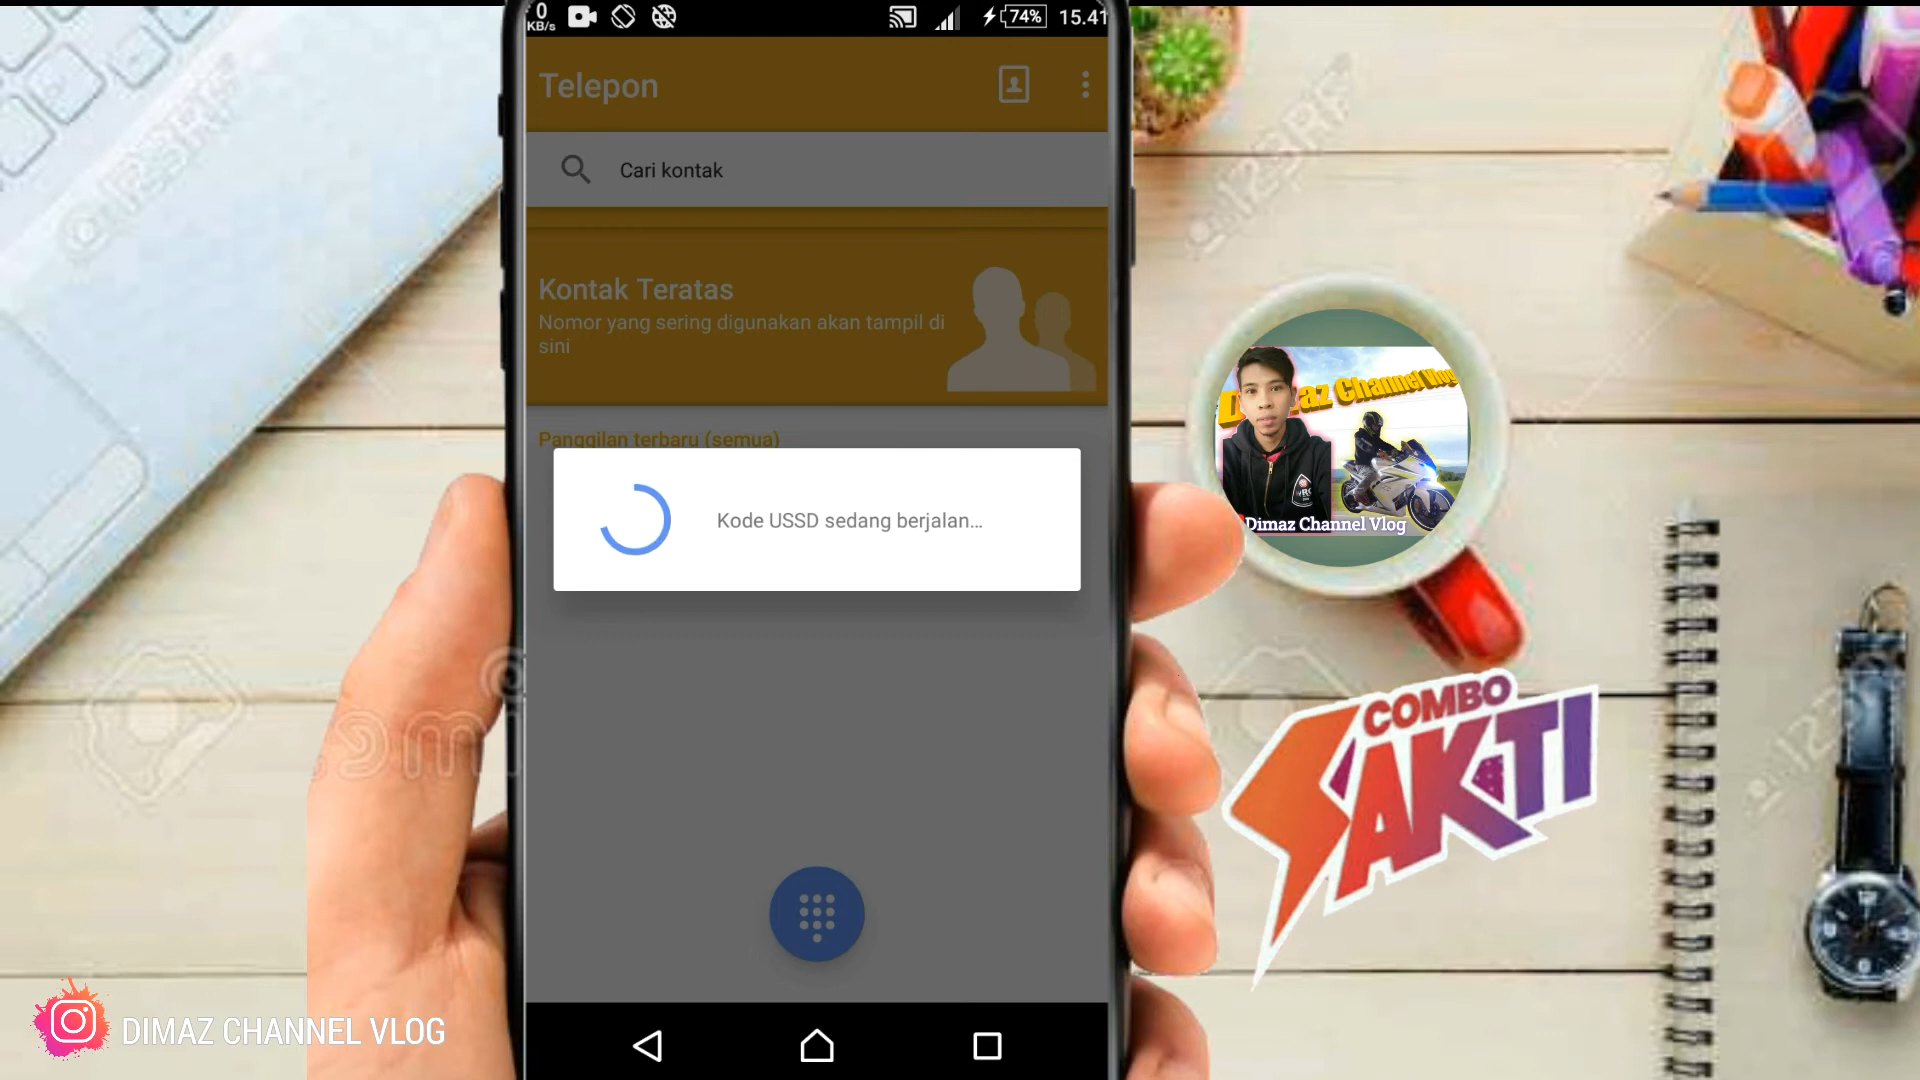 0
KB/s
74%
15.41
Telepon
Cari kontak
Kontak Teratas
Nomor yang sering digunakan akan tampil di
sini
Panggilan terbaru (semua)
Kode USSD sedang berjalan...
Channel Vlog
Dimaz Channel Vlog
COMBO
SAKTI
DIMAZ CHANNEL VLOG